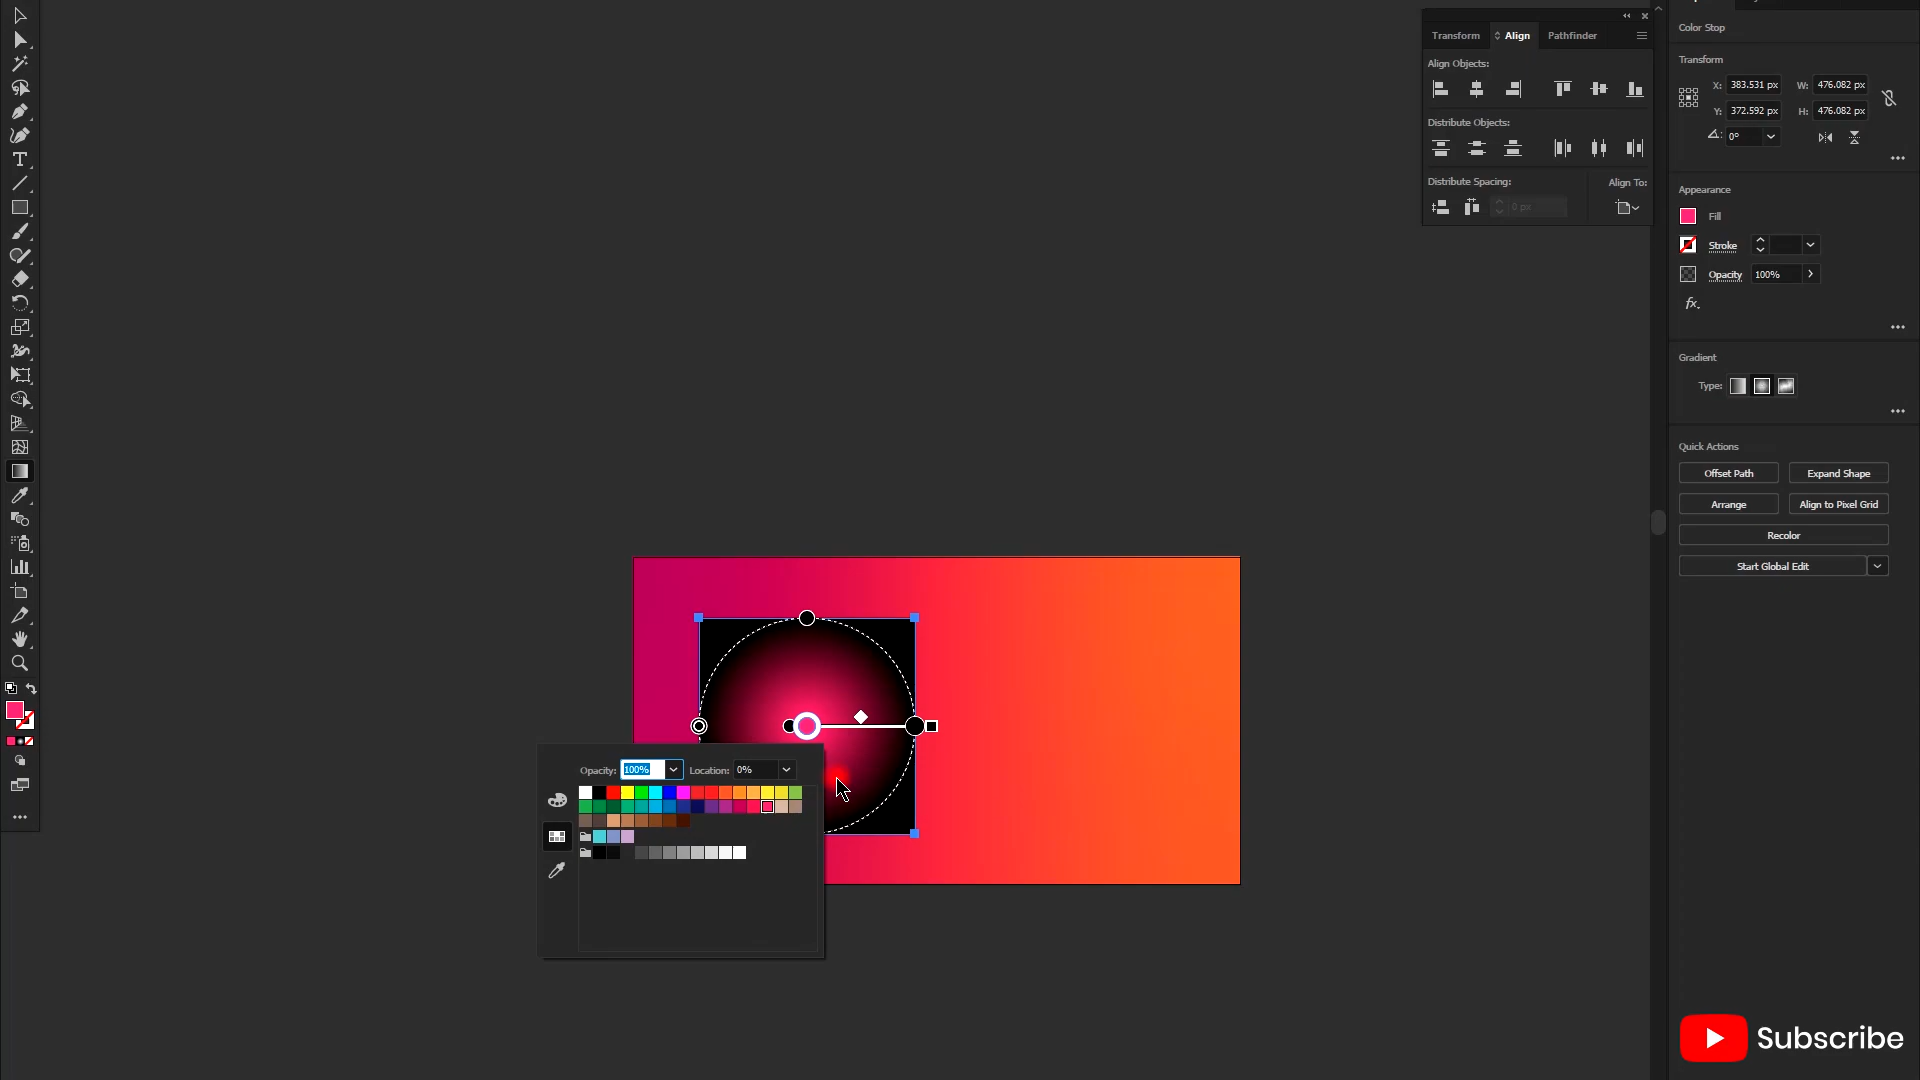 Color Stop
Transform
Align
Pathfinder
Transform
Align Objects:
X: 383.531 px W: 476.082 px
Y: 372.592 px H: 476.082 px
Distribute Objects:
0°
Distribute Spacing:
Align To:
0 px
Appearance
Fill
Stroke
Opacity 100%
fx.
Gradient
Type:
Quick Actions
Offset Path
Expand Shape
Arrange
Align to Pixel Grid
Recolor
Start Global Edit
Opacity: 100% Location: 0%
Subscribe